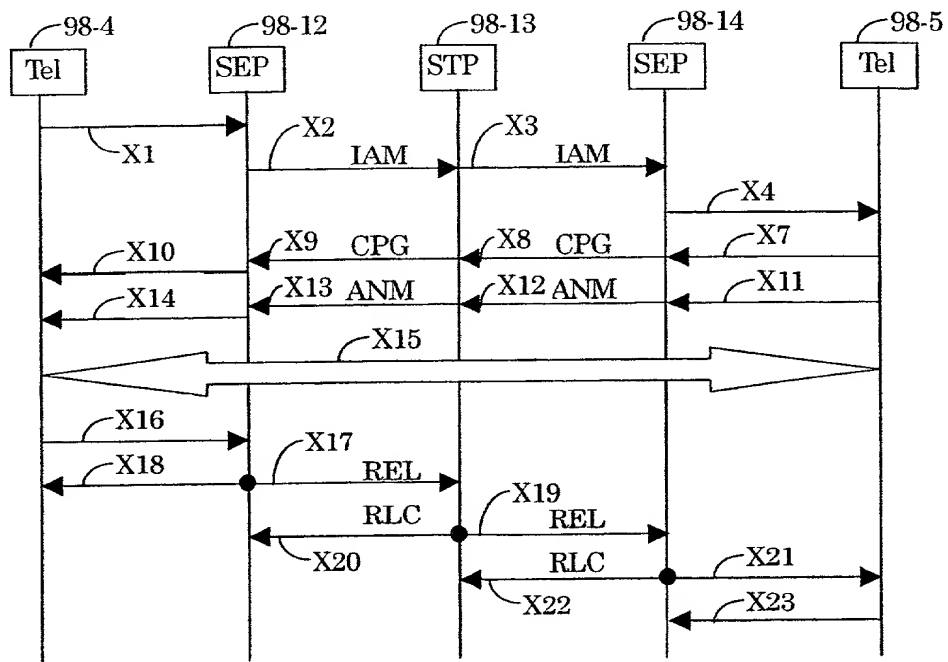 98-4 98-12 98-13 98-14 98-5
Tel SEP STP SEP Tel
X1 X2 IAM X3 IAM
X4
X10 X9 CPG X8 CPG X7
X14 X13 ANM X12 ANM X11
X15
X16
X18 X17 REL
RLC X19 REL
X20 RLC X21
X22 X23